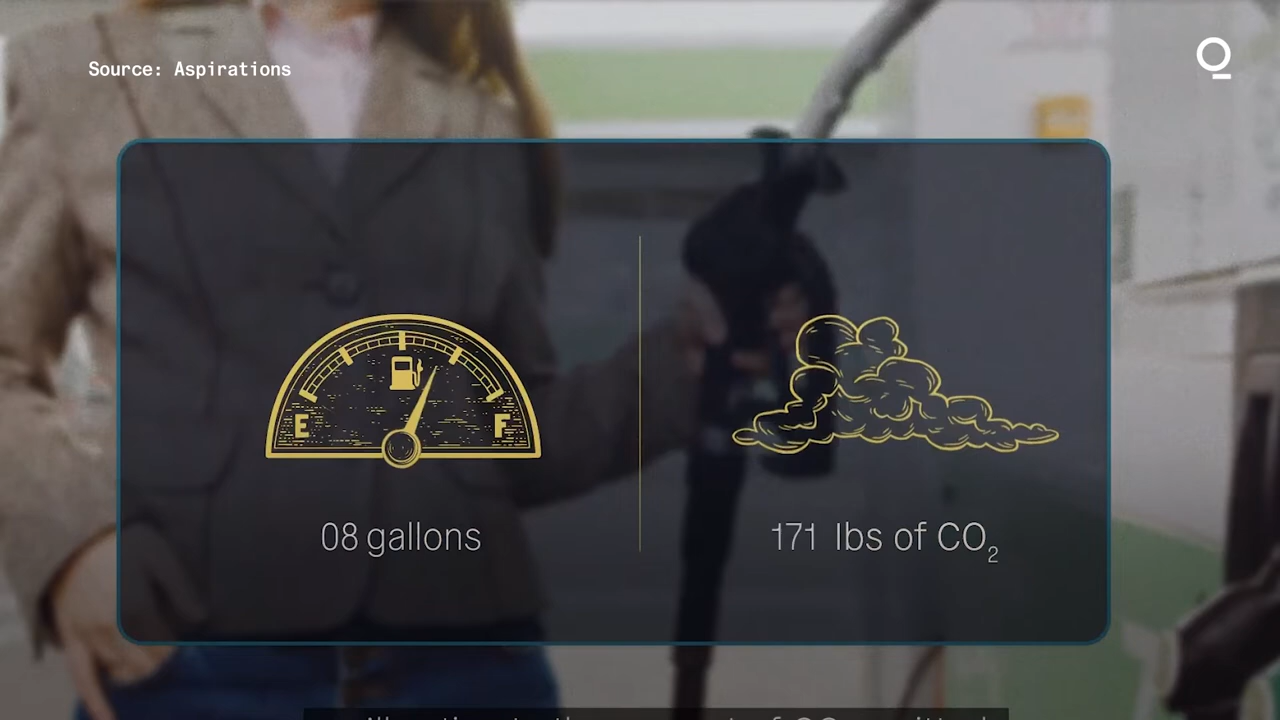 Source: Aspirations
E F
08 gallons
171 lbs of CO₂